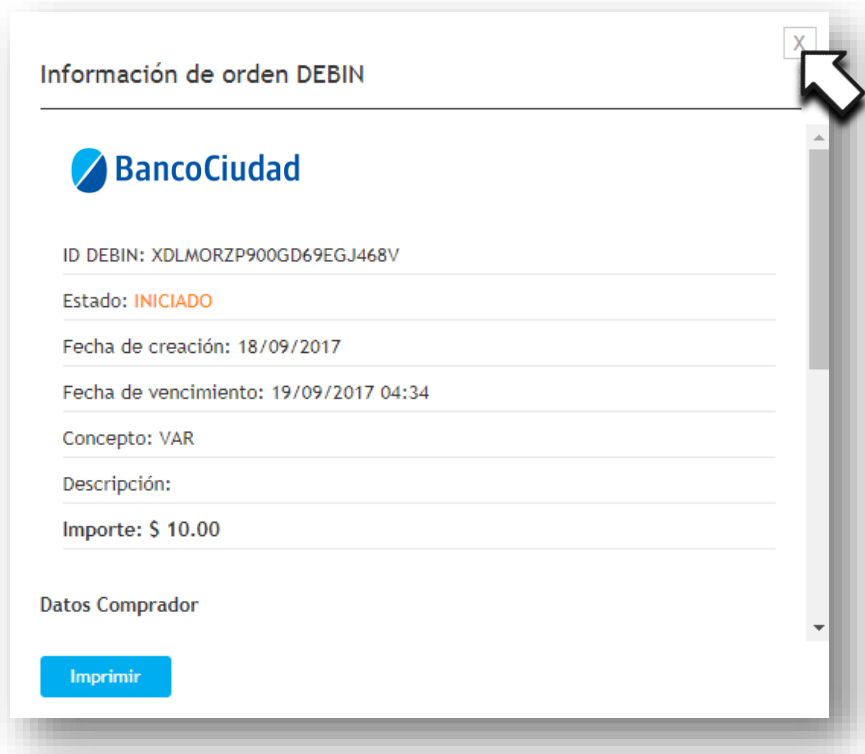 X
Información de orden DEBIN
BancoCiudad
ID DEBIN: XDLMORZP900GD69EGJ468V
Estado: INICIADO
Fecha de creación: 18/09/2017
Fecha de vencimiento: 19/09/2017 04:34
Concepto: VAR
Descripción:
Importe: $ 10.00
Datos Comprador
Imprimir